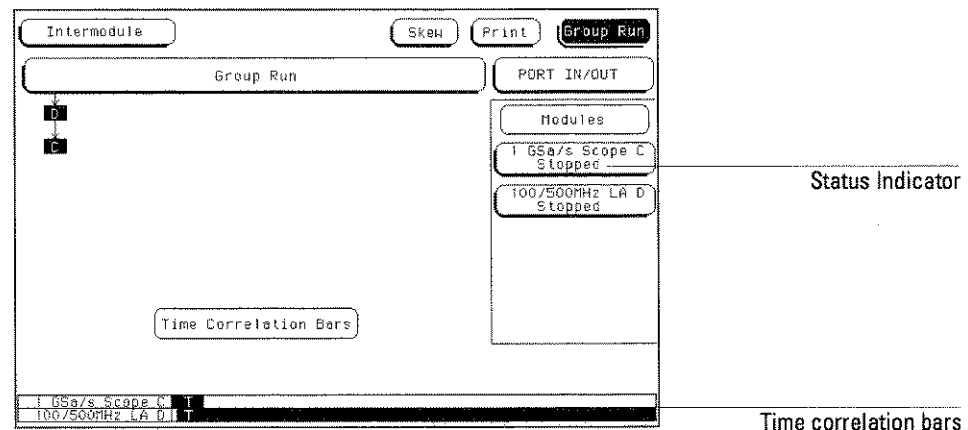 Intermodule
Skew
Print
Group Run
Group Run
PORT IN/OUT
D
C
Modules
1 GSa/s Scope C
Stopped
100/500MHz LA D
Stopped
Status Indicator
Time Correlation Bars
1 GSa/s Scope C T
100/500MHz LA D T
Time correlation bars